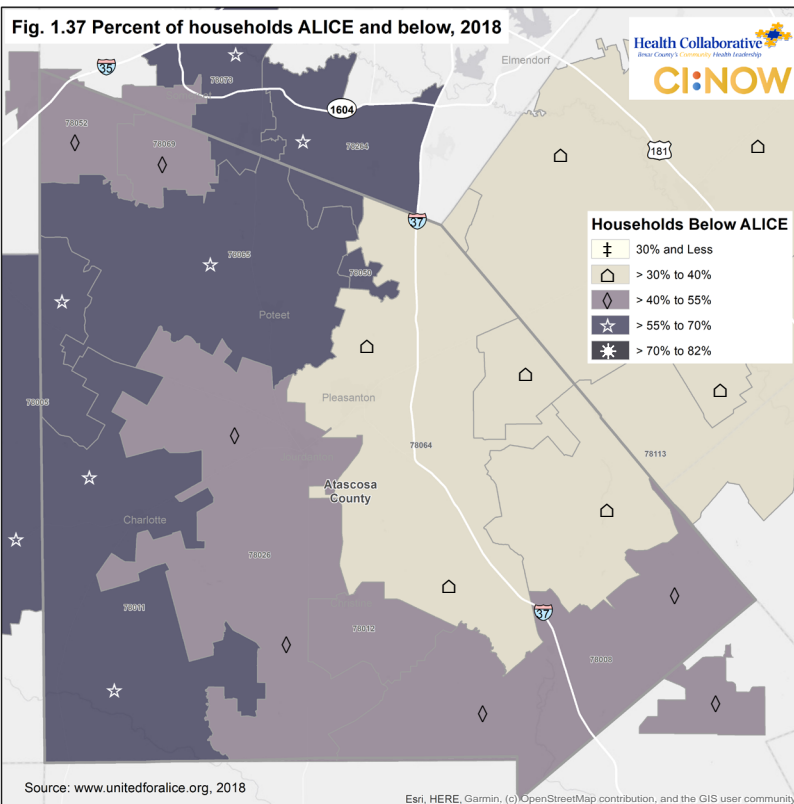 Fig. 1.37 Percent of households ALICE and below, 2018
Health Collaborative
Bexar County's Community Health Leadership
CI:NOW
Elmendorf
35
78073
1604
78264
181
78052
78069
37
Households Below ALICE
30% and Less
> 30% to 40%
> 40% to 55%
> 55% to 70%
> 70% to 82%
78065
78050
Poteet
Pleasanton
78005
78064
78113
Atascosa
County
Charlotte
78026
78011
78012
37
78008
Source: www.unitedforalice.org, 2018
Esri, HERE, Garmin, (c) OpenStreetMap contribution, and the GIS user community